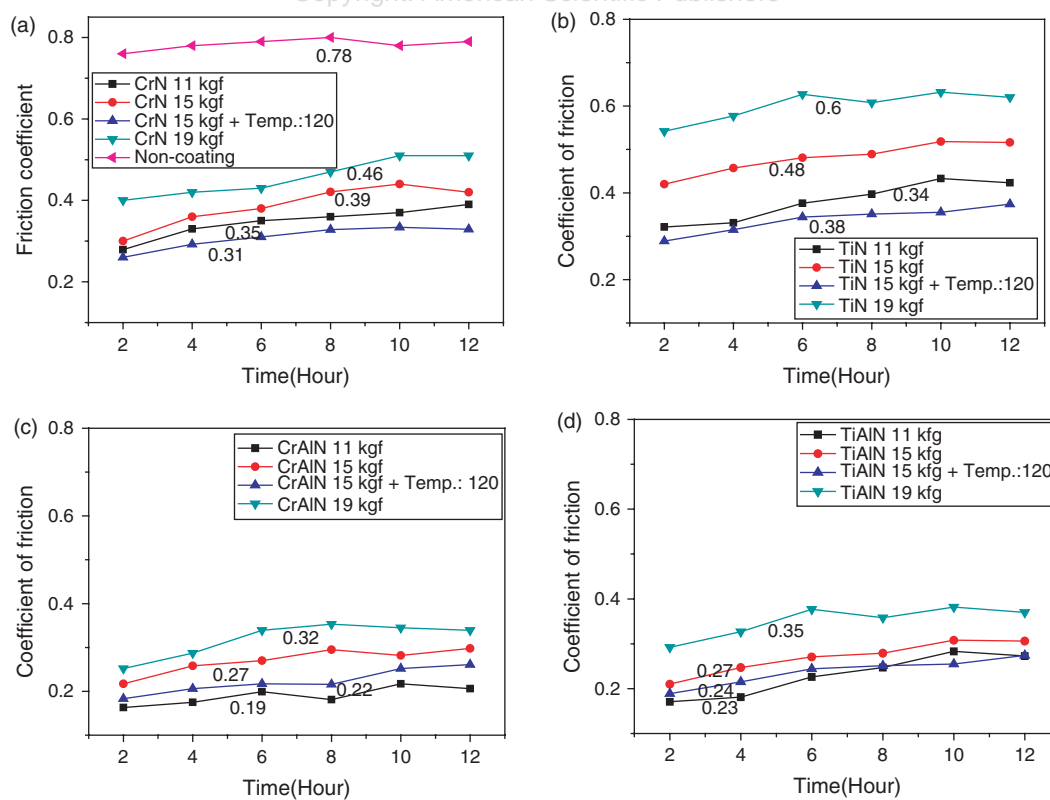 Copyright: American Scientific Publishers
(a)
0.8
0.6
0.4
0.2
Friction coefficient
0.78
CrN 11 kgf
CrN 15 kgf
CrN 15 kgf + Temp.:120
CrN 19 kgf
Non-coating
0.46
0.39
0.35
0.31
2 4 6 8 10 12
Time(Hour)
(b)
0.8
0.6
0.4
0.2
Coefficient of friction
0.6
0.48
0.34
0.38
TiN 11 kgf
TiN 15 kgf
TiN 15 kgf + Temp.:120
TiN 19 kgf
2 4 6 8 10 12
Time(Hour)
(c)
0.8
0.6
0.4
0.2
Coefficient of friction
CrAlN 11 kgf
CrAlN 15 kgf
CrAlN 15 kgf + Temp.: 120
CrAlN 19 kgf
0.32
0.27
0.22
0.19
2 4 6 8 10 12
Time(Hour)
(d)
0.8
0.6
0.4
0.2
Coefficient of friction
TiAlN 11 kfg
TiAlN 15 kfg
TiAlN 15 kfg + Temp.:120
TiAlN 19 kfg
0.35
0.27
0.24
0.23
2 4 6 8 10 12
Time(Hour)